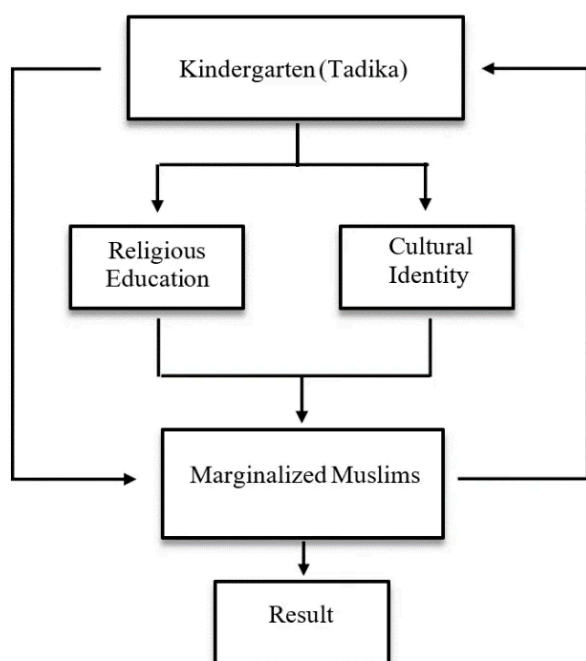 Kindergarten (Tadika)
Religious
Education
Cultural
Identity
Marginalized Muslims
Result